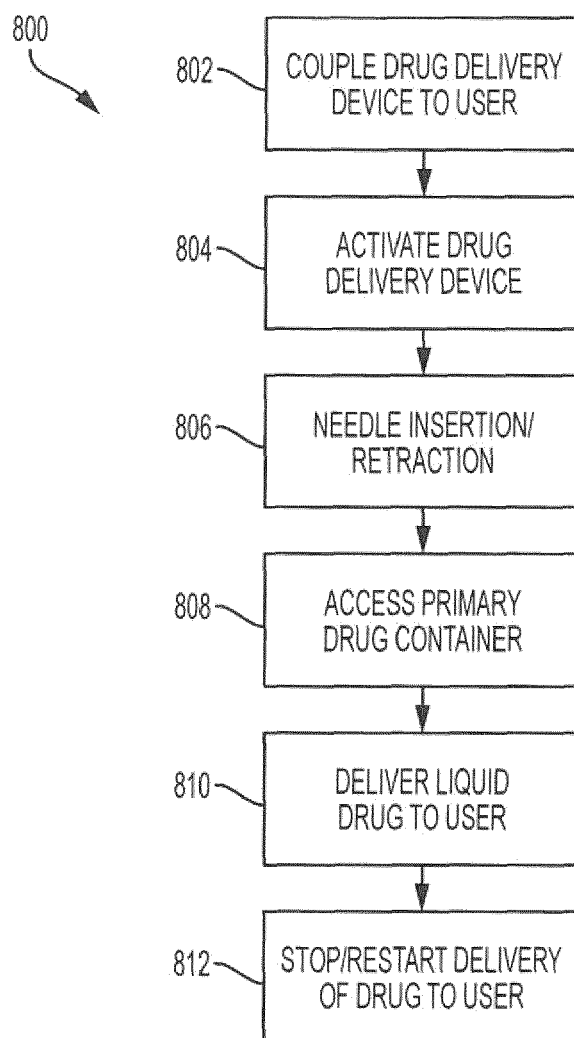 800
802
COUPLE DRUG DELIVERY
DEVICE TO USER
804
ACTIVATE DRUG
DELIVERY DEVICE
806
NEEDLE INSERTION/
RETRACTION
808
ACCESS PRIMARY
DRUG CONTAINER
810
DELIVER LIQUID
DRUG TO USER
812
STOP/RESTART DELIVERY
OF DRUG TO USER